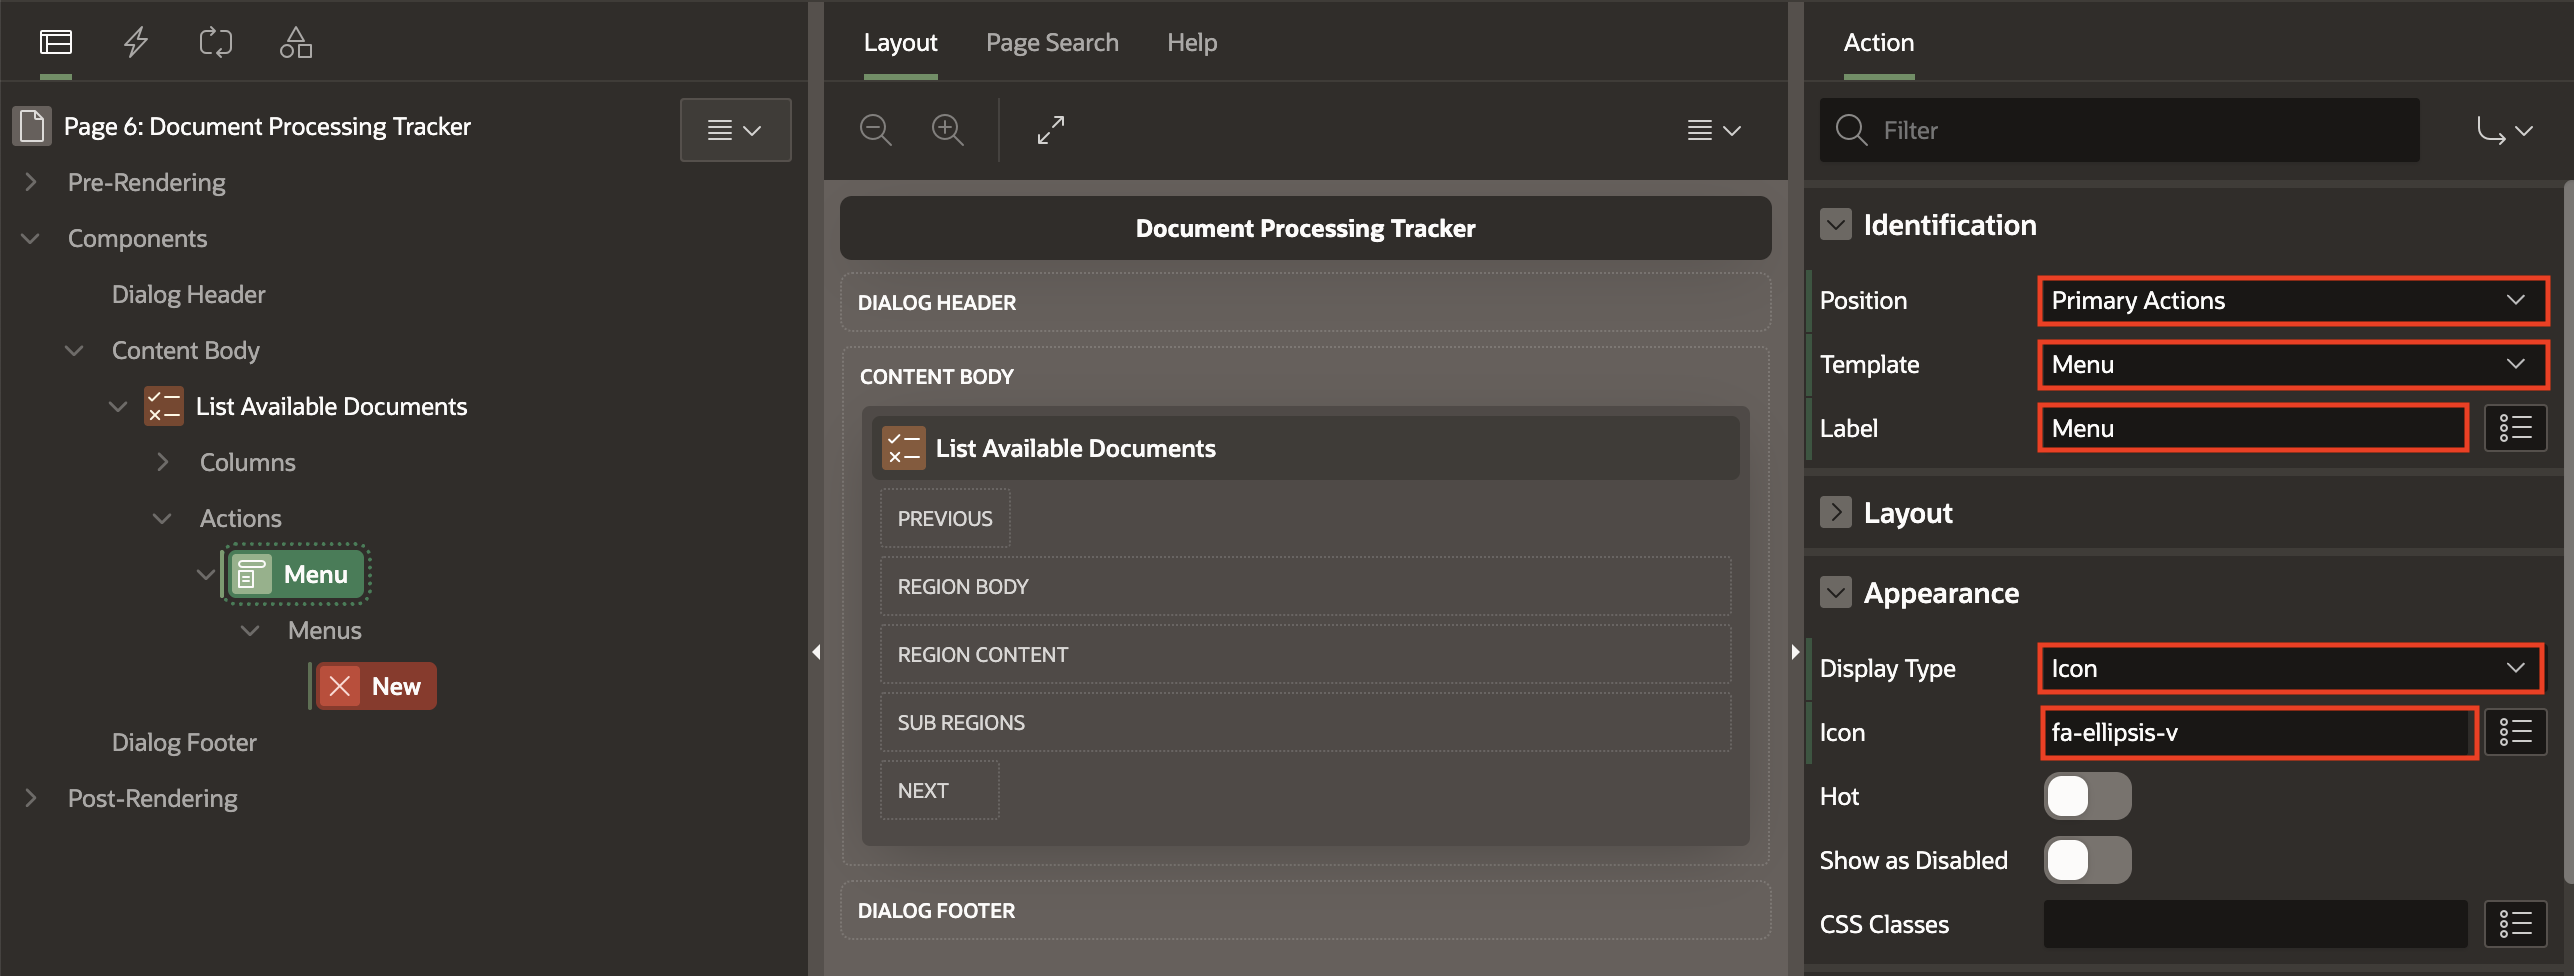 Page 6: Document Processing Tracker
Pre-Rendering
Components
Dialog Header
Content Body
List Available Documents
Columns
Actions
Menu
Menus
New
Dialog Footer
Post-Rendering
Layout Page Search Help
Document Processing Tracker
DIALOG HEADER
CONTENT BODY
List Available Documents
PREVIOUS
REGION BODY
REGION CONTENT
SUB REGIONS
NEXT
DIALOG FOOTER
Action
Filter
Identification
Position Primary Actions
Template Menu
Label Menu
Layout
Appearance
Display Type Icon
Icon fa-ellipsis-v
Hot
Show as Disabled
CSS Classes